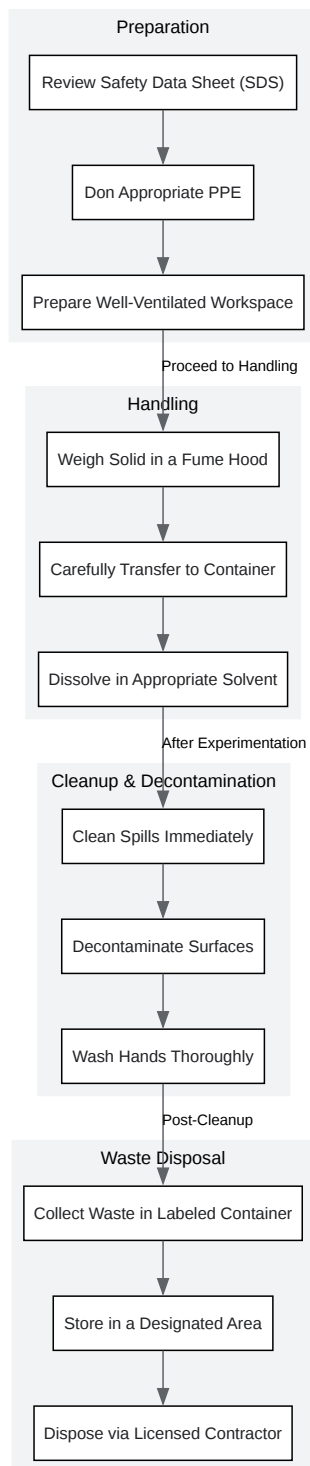 Preparation
Review Safety Data Sheet (SDS)
Don Appropriate PPE
Prepare Well-Ventilated Workspace
Proceed to Handling
Handling
Weigh Solid in a Fume Hood
Carefully Transfer to Container
Dissolve in Appropriate Solvent
After Experimentation
Cleanup & Decontamination
Clean Spills Immediately
Decontaminate Surfaces
Wash Hands Thoroughly
Post-Cleanup
Waste Disposal
Collect Waste in Labeled Container
Store in a Designated Area
Dispose via Licensed Contractor